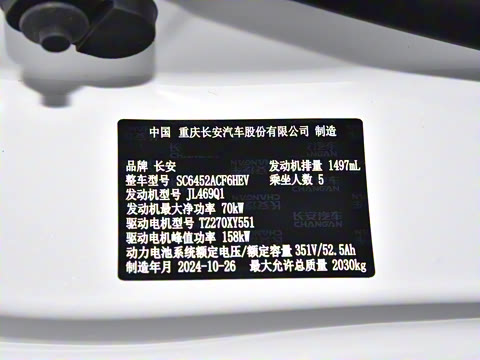 中国 重庆长安汽车股份有限公司 制造
品牌 长安 发动机排量 1497mL
整车型号 SC6452ACF6HEV 乘坐人数 5
发动机型号 JL469Q1
发动机最大净功率 70kW
驱动电机型号 TZ270XY551
驱动电机峰值功率 158kW
动力电池系统额定电压/额定容量 351V/52.5Ah
制造年月 2024-10-26 最大允许总质量 2030kg
长安汽车
CHANGAN